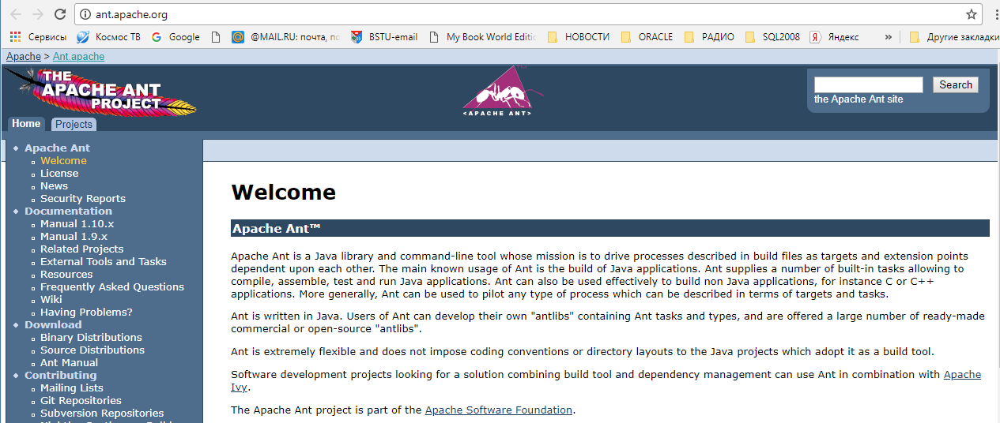 ant.apache.org
Сервисы Космос ТВ Google @MAIL.RU: почта, BSTU-email My Book World Editi НОВОСТИ ORACLE РАДИО SQL2008 Яндекс » Другие закладки
Apache > Ant.apache
THE
APACHE ANT
PROJECT
<APACHE ANT>
Search
the Apache Ant site
Home Projects
Apache Ant
Welcome
License
News
Security Reports
Documentation
Manual 1.10.x
Manual 1.9.x
Related Projects
External Tools and Tasks
Resources
Frequently Asked Questions
Wiki
Having Problems?
Download
Binary Distributions
Source Distributions
Ant Manual
Contributing
Mailing Lists
Git Repositories
Subversion Repositories
Welcome
Apache Ant™
Apache Ant is a Java library and command-line tool whose mission is to drive processes described in build files as targets and extension points
dependent upon each other. The main known usage of Ant is the build of Java applications. Ant supplies a number of built-in tasks allowing to
compile, assemble, test and run Java applications. Ant can also be used effectively to build non Java applications, for instance C or C++
applications. More generally, Ant can be used to pilot any type of process which can be described in terms of targets and tasks.
Ant is written in Java. Users of Ant can develop their own "antlibs" containing Ant tasks and types, and are offered a large number of ready-made
commercial or open-source "antlibs".
Ant is extremely flexible and does not impose coding conventions or directory layouts to the Java projects which adopt it as a build tool.
Software development projects looking for a solution combining build tool and dependency management can use Ant in combination with Apache
Ivy.
The Apache Ant project is part of the Apache Software Foundation.